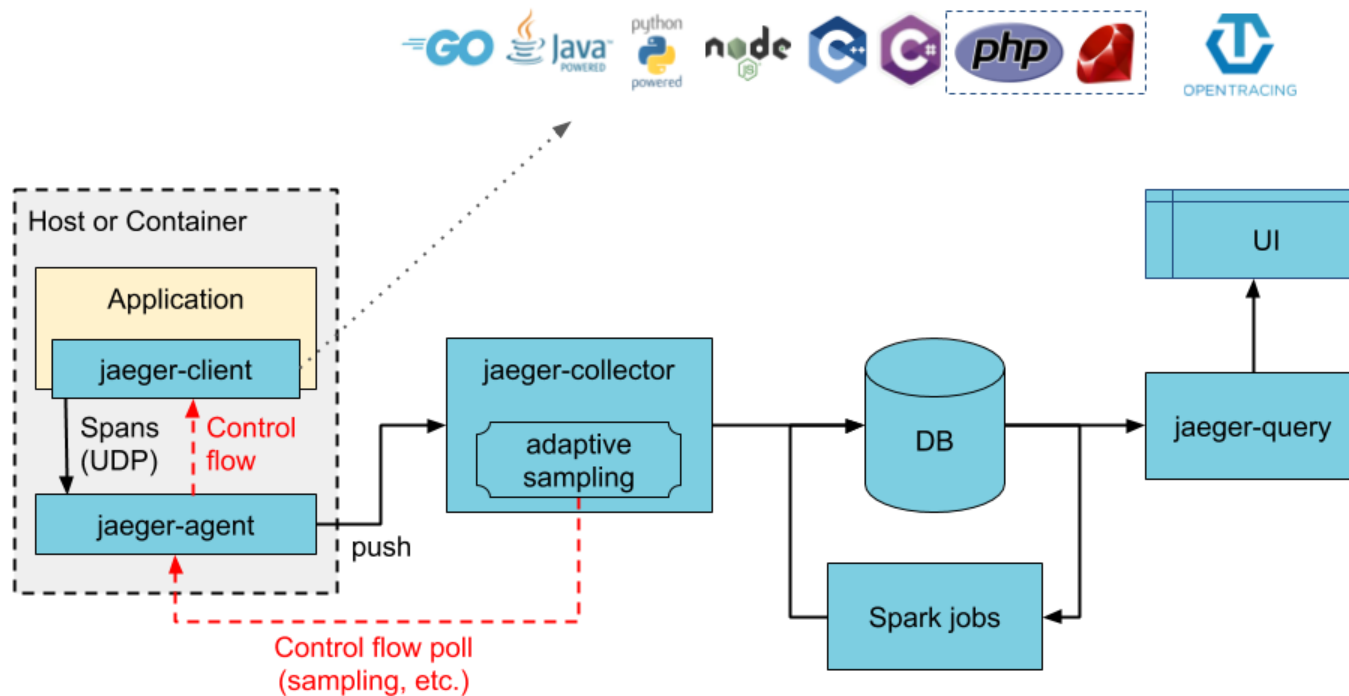 GO
Java
POWERED
python
powered
node
JS
C++
C#
php
OPENTRACING
Host or Container
Application
jaeger-client
Spans
(UDP)
Control
flow
jaeger-agent
push
jaeger-collector
adaptive
sampling
Control flow poll
(sampling, etc.)
DB
Spark jobs
jaeger-query
UI